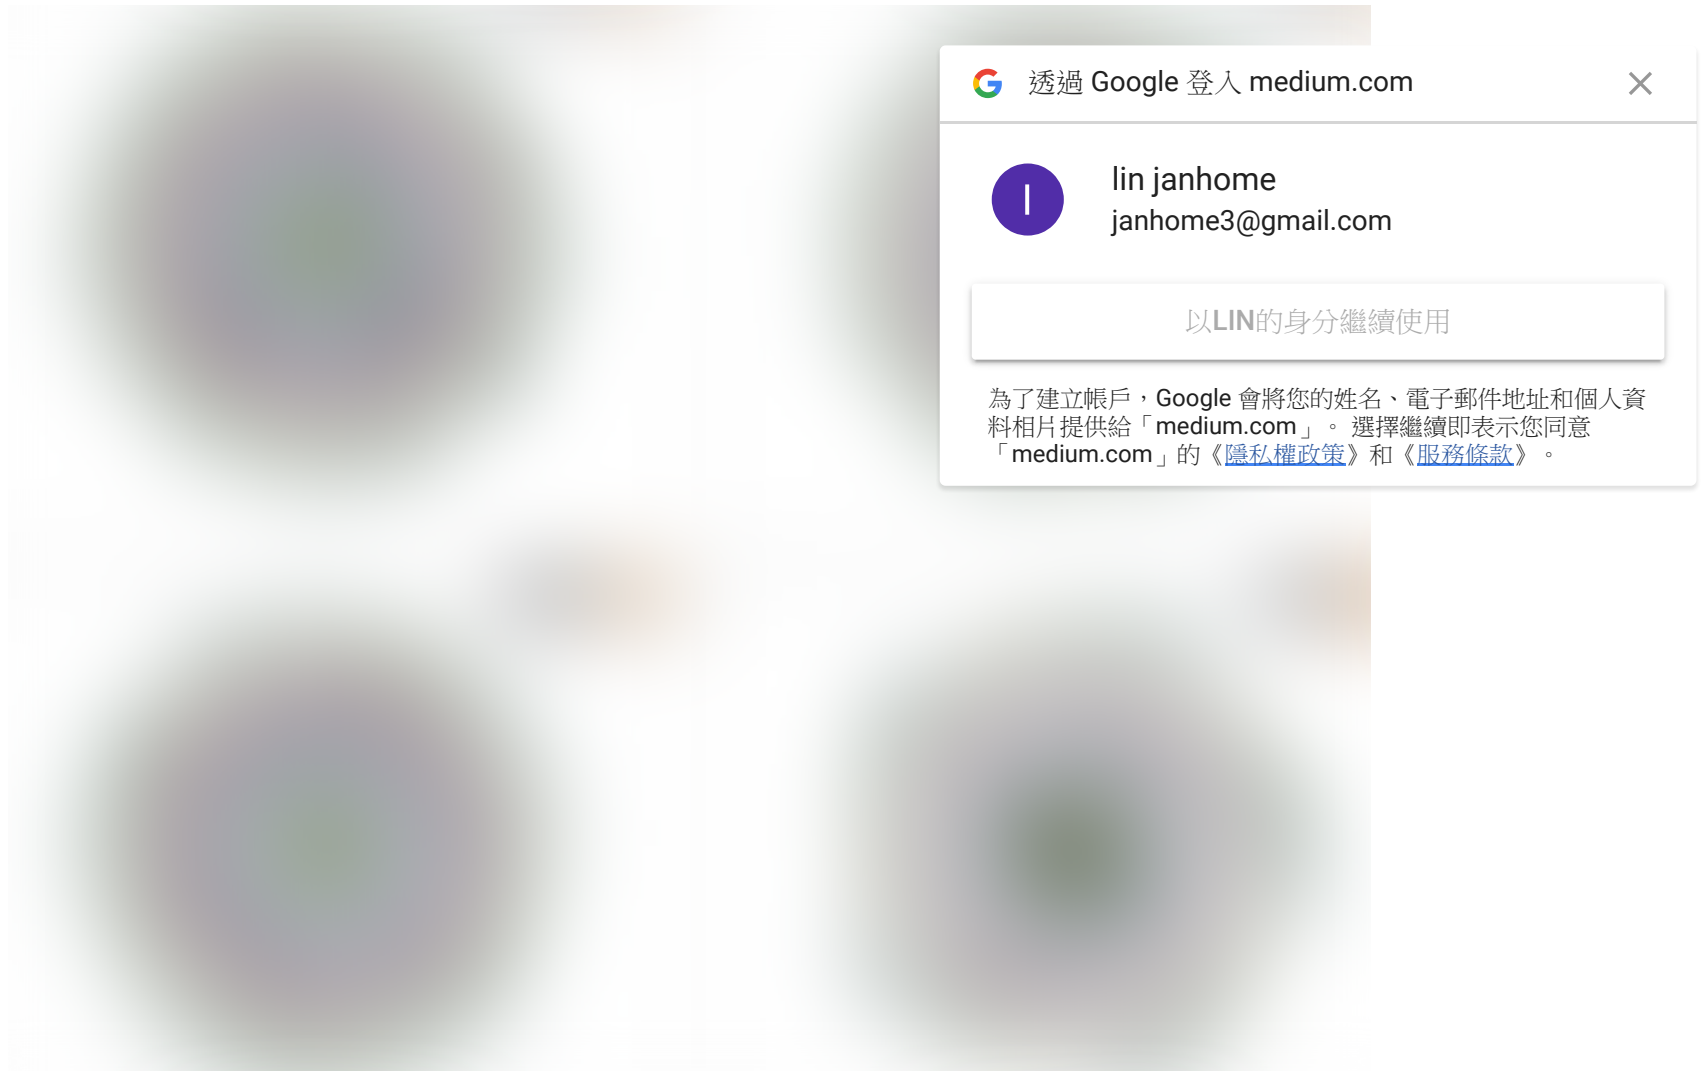 透過 Google 登入 medium.com
l
lin janhome
janhome3@gmail.com
以LIN的身分繼續使用
為了建立帳戶，Google 會將您的姓名、電子郵件地址和個人資
料相片提供給「medium.com」。 選擇繼續即表示您同意
「medium.com」的《隱私權政策》和《服務條款》。